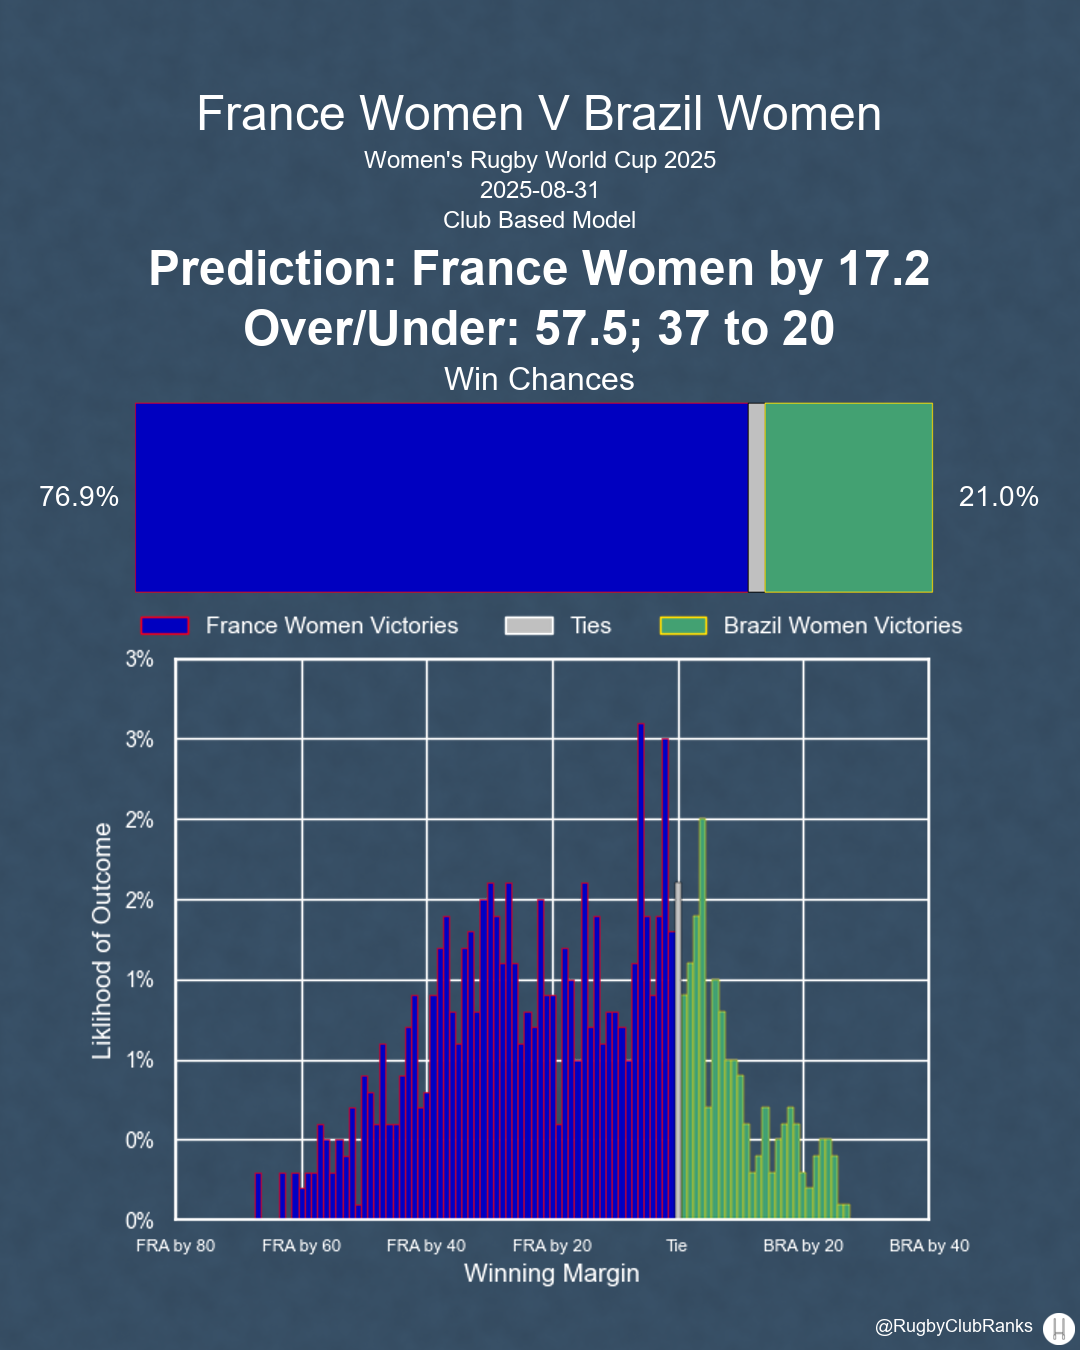 France Women V Brazil Women
Women's Rugby World Cup 2025
2025-08-31
Club Based Model
Prediction: France Women by 17.2
Over/Under: 57.5; 37 to 20
Win Chances
76.9%
21.0%
France Women Victories
Ties
Brazil Women Victories
3%
3%
2%
2%
1%
1%
0%
0%
Liklihood of Outcome
FRA by 80
FRA by 60
FRA by 40
FRA by 20
Tie
BRA by 20
BRA by 40
Winning Margin
@RugbyClubRanks